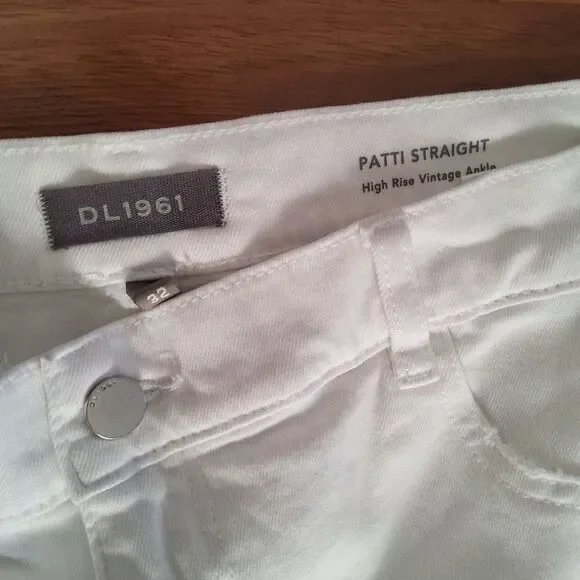 DL1961
PATTI STRAIGHT
High Rise Vintage Ankle
32